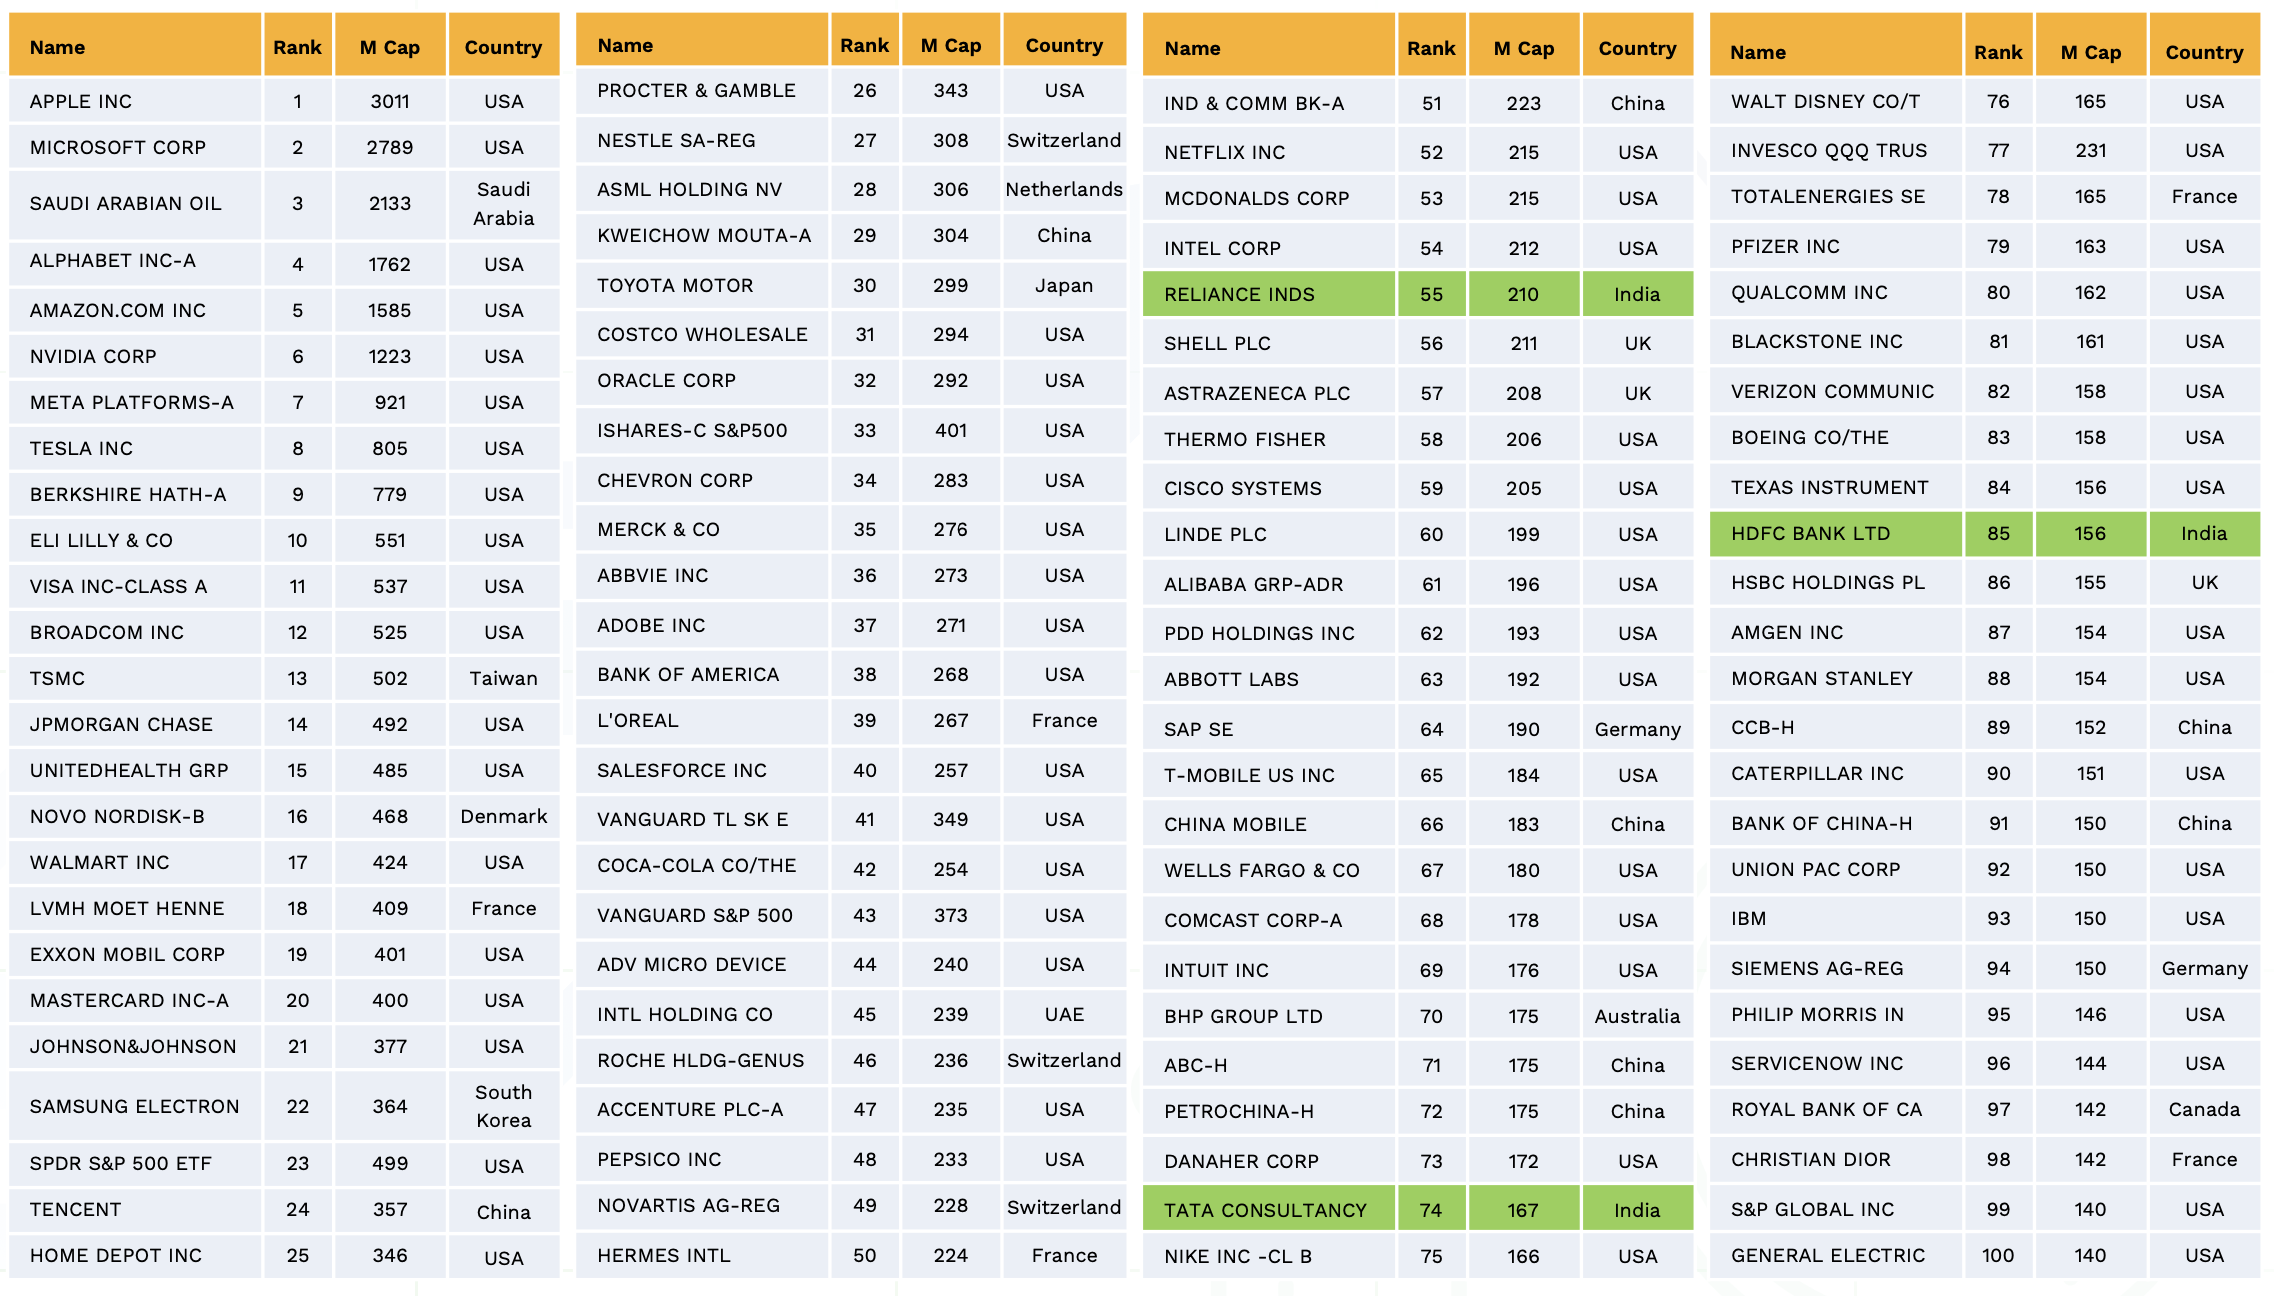 Name Rank M Cap Country
APPLE INC 1 3011 USA
MICROSOFT CORP 2 2789 USA
SAUDI ARABIAN OIL 3 2133 Saudi Arabia
ALPHABET INC-A 4 1762 USA
AMAZON.COM INC 5 1585 USA
NVIDIA CORP 6 1223 USA
META PLATFORMS-A 7 921 USA
TESLA INC 8 805 USA
BERKSHIRE HATH-A 9 779 USA
ELI LILLY & CO 10 551 USA
VISA INC-CLASS A 11 537 USA
BROADCOM INC 12 525 USA
TSMC 13 502 Taiwan
JPMORGAN CHASE 14 492 USA
UNITEDHEALTH GRP 15 485 USA
NOVO NORDISK-B 16 468 Denmark
WALMART INC 17 424 USA
LVMH MOET HENNE 18 409 France
EXXON MOBIL CORP 19 401 USA
MASTERCARD INC-A 20 400 USA
JOHNSON&JOHNSON 21 377 USA
SAMSUNG ELECTRON 22 364 South Korea
SPDR S&P 500 ETF 23 499 USA
TENCENT 24 357 China
HOME DEPOT INC 25 346 USA
Name Rank M Cap Country
PROCTER & GAMBLE 26 343 USA
NESTLE SA-REG 27 308 Switzerland
ASML HOLDING NV 28 306 Netherlands
KWEICHOW MOUTA-A 29 304 China
TOYOTA MOTOR 30 299 Japan
COSTCO WHOLESALE 31 294 USA
ORACLE CORP 32 292 USA
ISHARES-C S&P500 33 401 USA
CHEVRON CORP 34 283 USA
MERCK & CO 35 276 USA
ABBVIE INC 36 273 USA
ADOBE INC 37 271 USA
BANK OF AMERICA 38 268 USA
L'OREAL 39 267 France
SALESFORCE INC 40 257 USA
VANGUARD TL SK E 41 349 USA
COCA-COLA CO/THE 42 254 USA
VANGUARD S&P 500 43 373 USA
ADV MICRO DEVICE 44 240 USA
INTL HOLDING CO 45 239 UAE
ROCHE HLDG-GENUS 46 236 Switzerland
ACCENTURE PLC-A 47 235 USA
PEPSICO INC 48 233 USA
NOVARTIS AG-REG 49 228 Switzerland
HERMES INTL 50 224 France
Name Rank M Cap Country
IND & COMM BK-A 51 223 China
NETFLIX INC 52 215 USA
MCDONALDS CORP 53 215 USA
INTEL CORP 54 212 USA
RELIANCE INDS 55 210 India
SHELL PLC 56 211 UK
ASTRAZENECA PLC 57 208 UK
THERMO FISHER 58 206 USA
CISCO SYSTEMS 59 205 USA
LINDE PLC 60 199 USA
ALIBABA GRP-ADR 61 196 USA
PDD HOLDINGS INC 62 193 USA
ABBOTT LABS 63 192 USA
SAP SE 64 190 Germany
T-MOBILE US INC 65 184 USA
CHINA MOBILE 66 183 China
WELLS FARGO & CO 67 180 USA
COMCAST CORP-A 68 178 USA
INTUIT INC 69 176 USA
BHP GROUP LTD 70 175 Australia
ABC-H 71 175 China
PETROCHINA-H 72 175 China
DANAHER CORP 73 172 USA
TATA CONSULTANCY 74 167 India
NIKE INC -CL B 75 166 USA
Name Rank M Cap Country
WALT DISNEY CO/T 76 165 USA
INVESCO QQQ TRUS 77 231 USA
TOTALENERGIES SE 78 165 France
PFIZER INC 79 163 USA
QUALCOMM INC 80 162 USA
BLACKSTONE INC 81 161 USA
VERIZON COMMUNIC 82 158 USA
BOEING CO/THE 83 158 USA
TEXAS INSTRUMENT 84 156 USA
HDFC BANK LTD 85 156 India
HSBC HOLDINGS PL 86 155 UK
AMGEN INC 87 154 USA
MORGAN STANLEY 88 154 USA
CCB-H 89 152 China
CATERPILLAR INC 90 151 USA
BANK OF CHINA-H 91 150 China
UNION PAC CORP 92 150 USA
IBM 93 150 USA
SIEMENS AG-REG 94 150 Germany
PHILIP MORRIS IN 95 146 USA
SERVICENOW INC 96 144 USA
ROYAL BANK OF CA 97 142 Canada
CHRISTIAN DIOR 98 142 France
S&P GLOBAL INC 99 140 USA
GENERAL ELECTRIC 100 140 USA